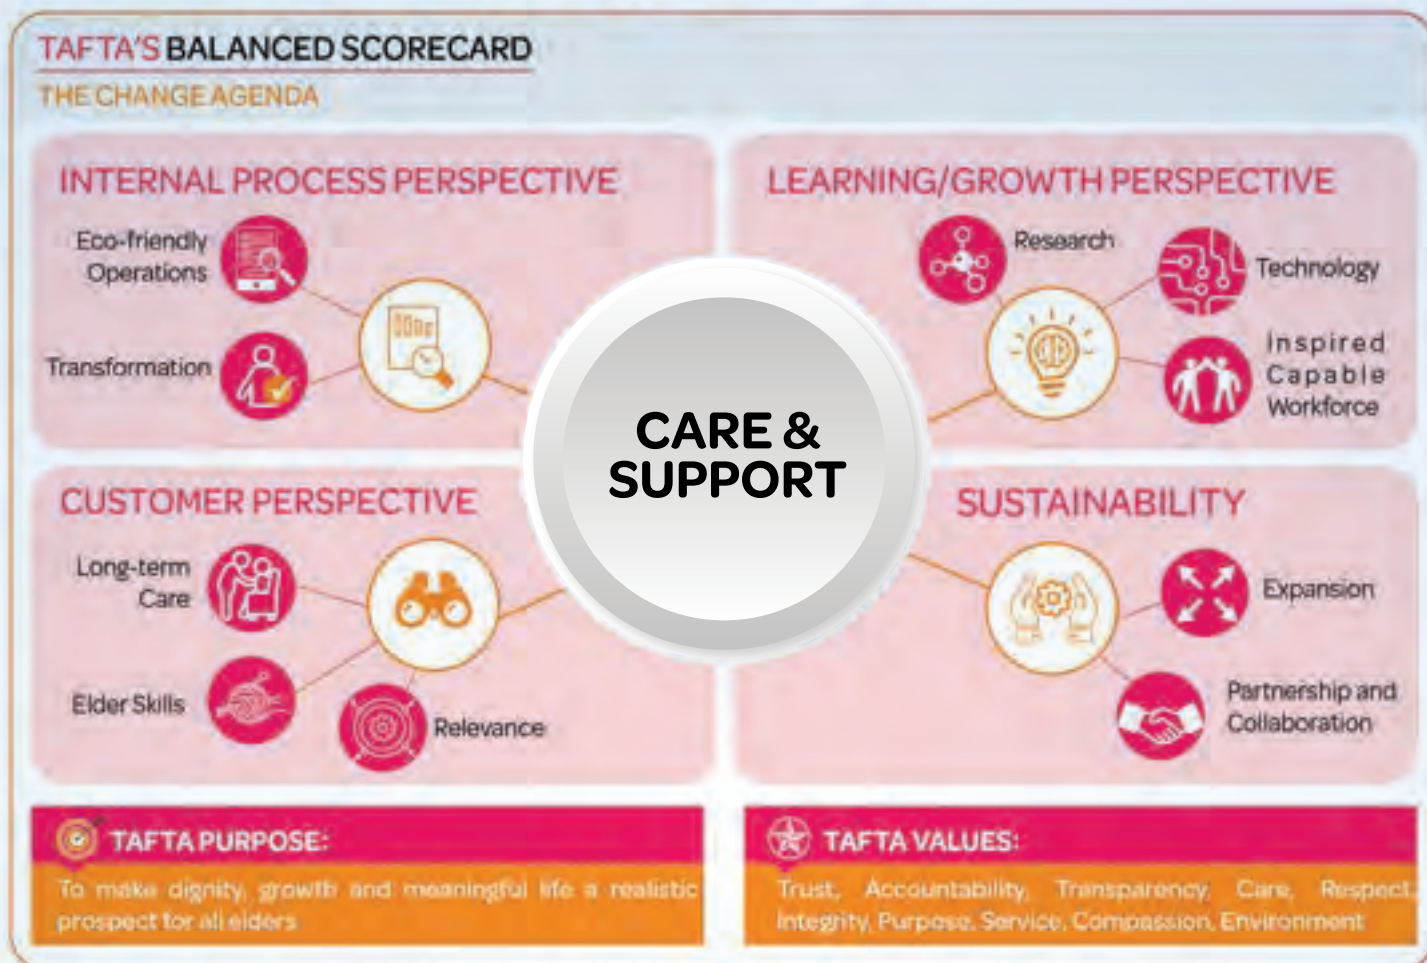 TAFTA'S BALANCED SCORECARD
THE CHANGE AGENDA
INTERNAL PROCESS PERSPECTIVE
Eco-friendly
Operations
Transformation
LEARNING/GROWTH PERSPECTIVE
Research
Technology
Inspired
Capable
Workforce
CARE &
SUPPORT
CUSTOMER PERSPECTIVE
Long-term
Care
Elder Skills
Relevance
SUSTAINABILITY
Expansion
Partnership and
Collaboration
TAFTA PURPOSE:
To make dignity, growth and meaningful life a realistic
prospect for all elders
TAFTA VALUES:
Trust, Accountability, Transparency, Care, Respect,
Integrity, Purpose, Service, Compassion, Environment